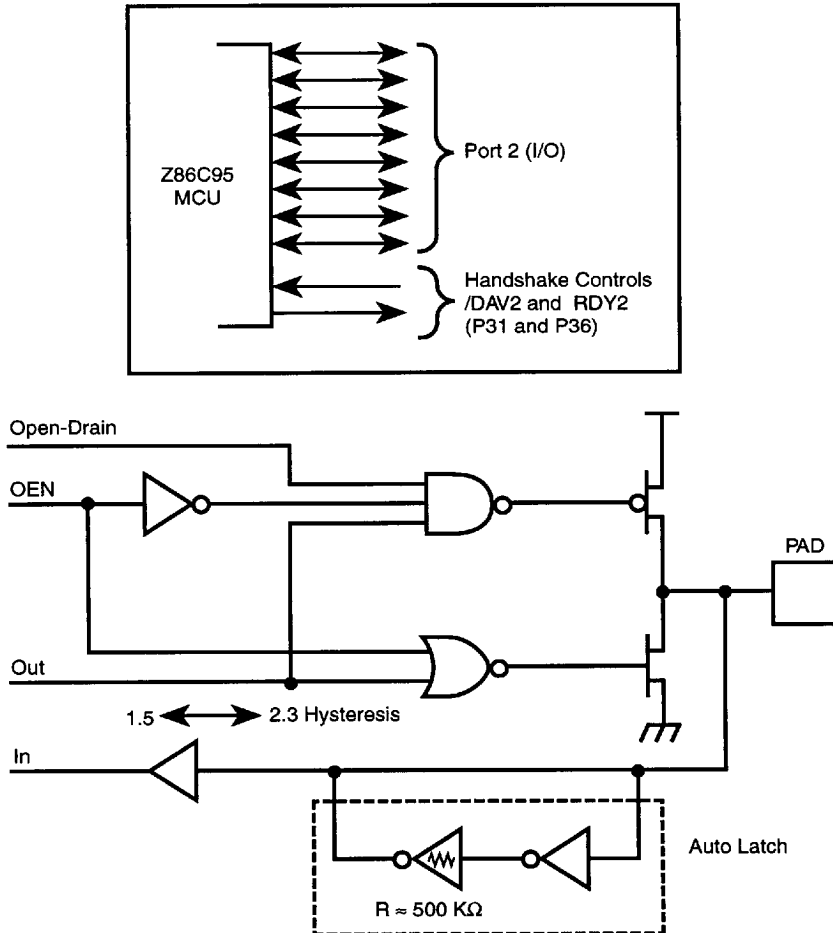 Z86C95
MCU
Port 2 (I/O)
Handshake Controls
/DAV2 and RDY2
(P31 and P36)
Open-Drain
OEN
PAD
Out
1.5
2.3 Hysteresis
In
Auto Latch
R ≈ 500 KΩ